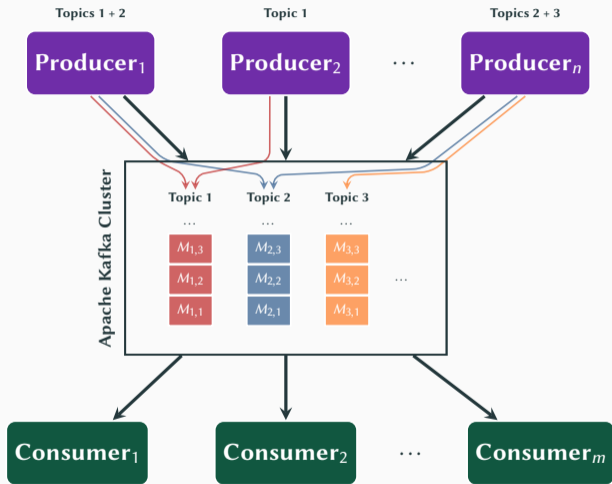 Topics 1 + 2
Topic 1
Topics 2 + 3
Producer₁
Producer₂
...
Producerₙ
Apache Kafka Cluster
Topic 1
Topic 2
Topic 3
...
...
...
M₁,₃
M₂,₃
M₃,₃
M₁,₂
M₂,₂
M₃,₂
...
M₁,₁
M₂,₁
M₃,₁
Consumer₁
Consumer₂
...
Consumerₘ